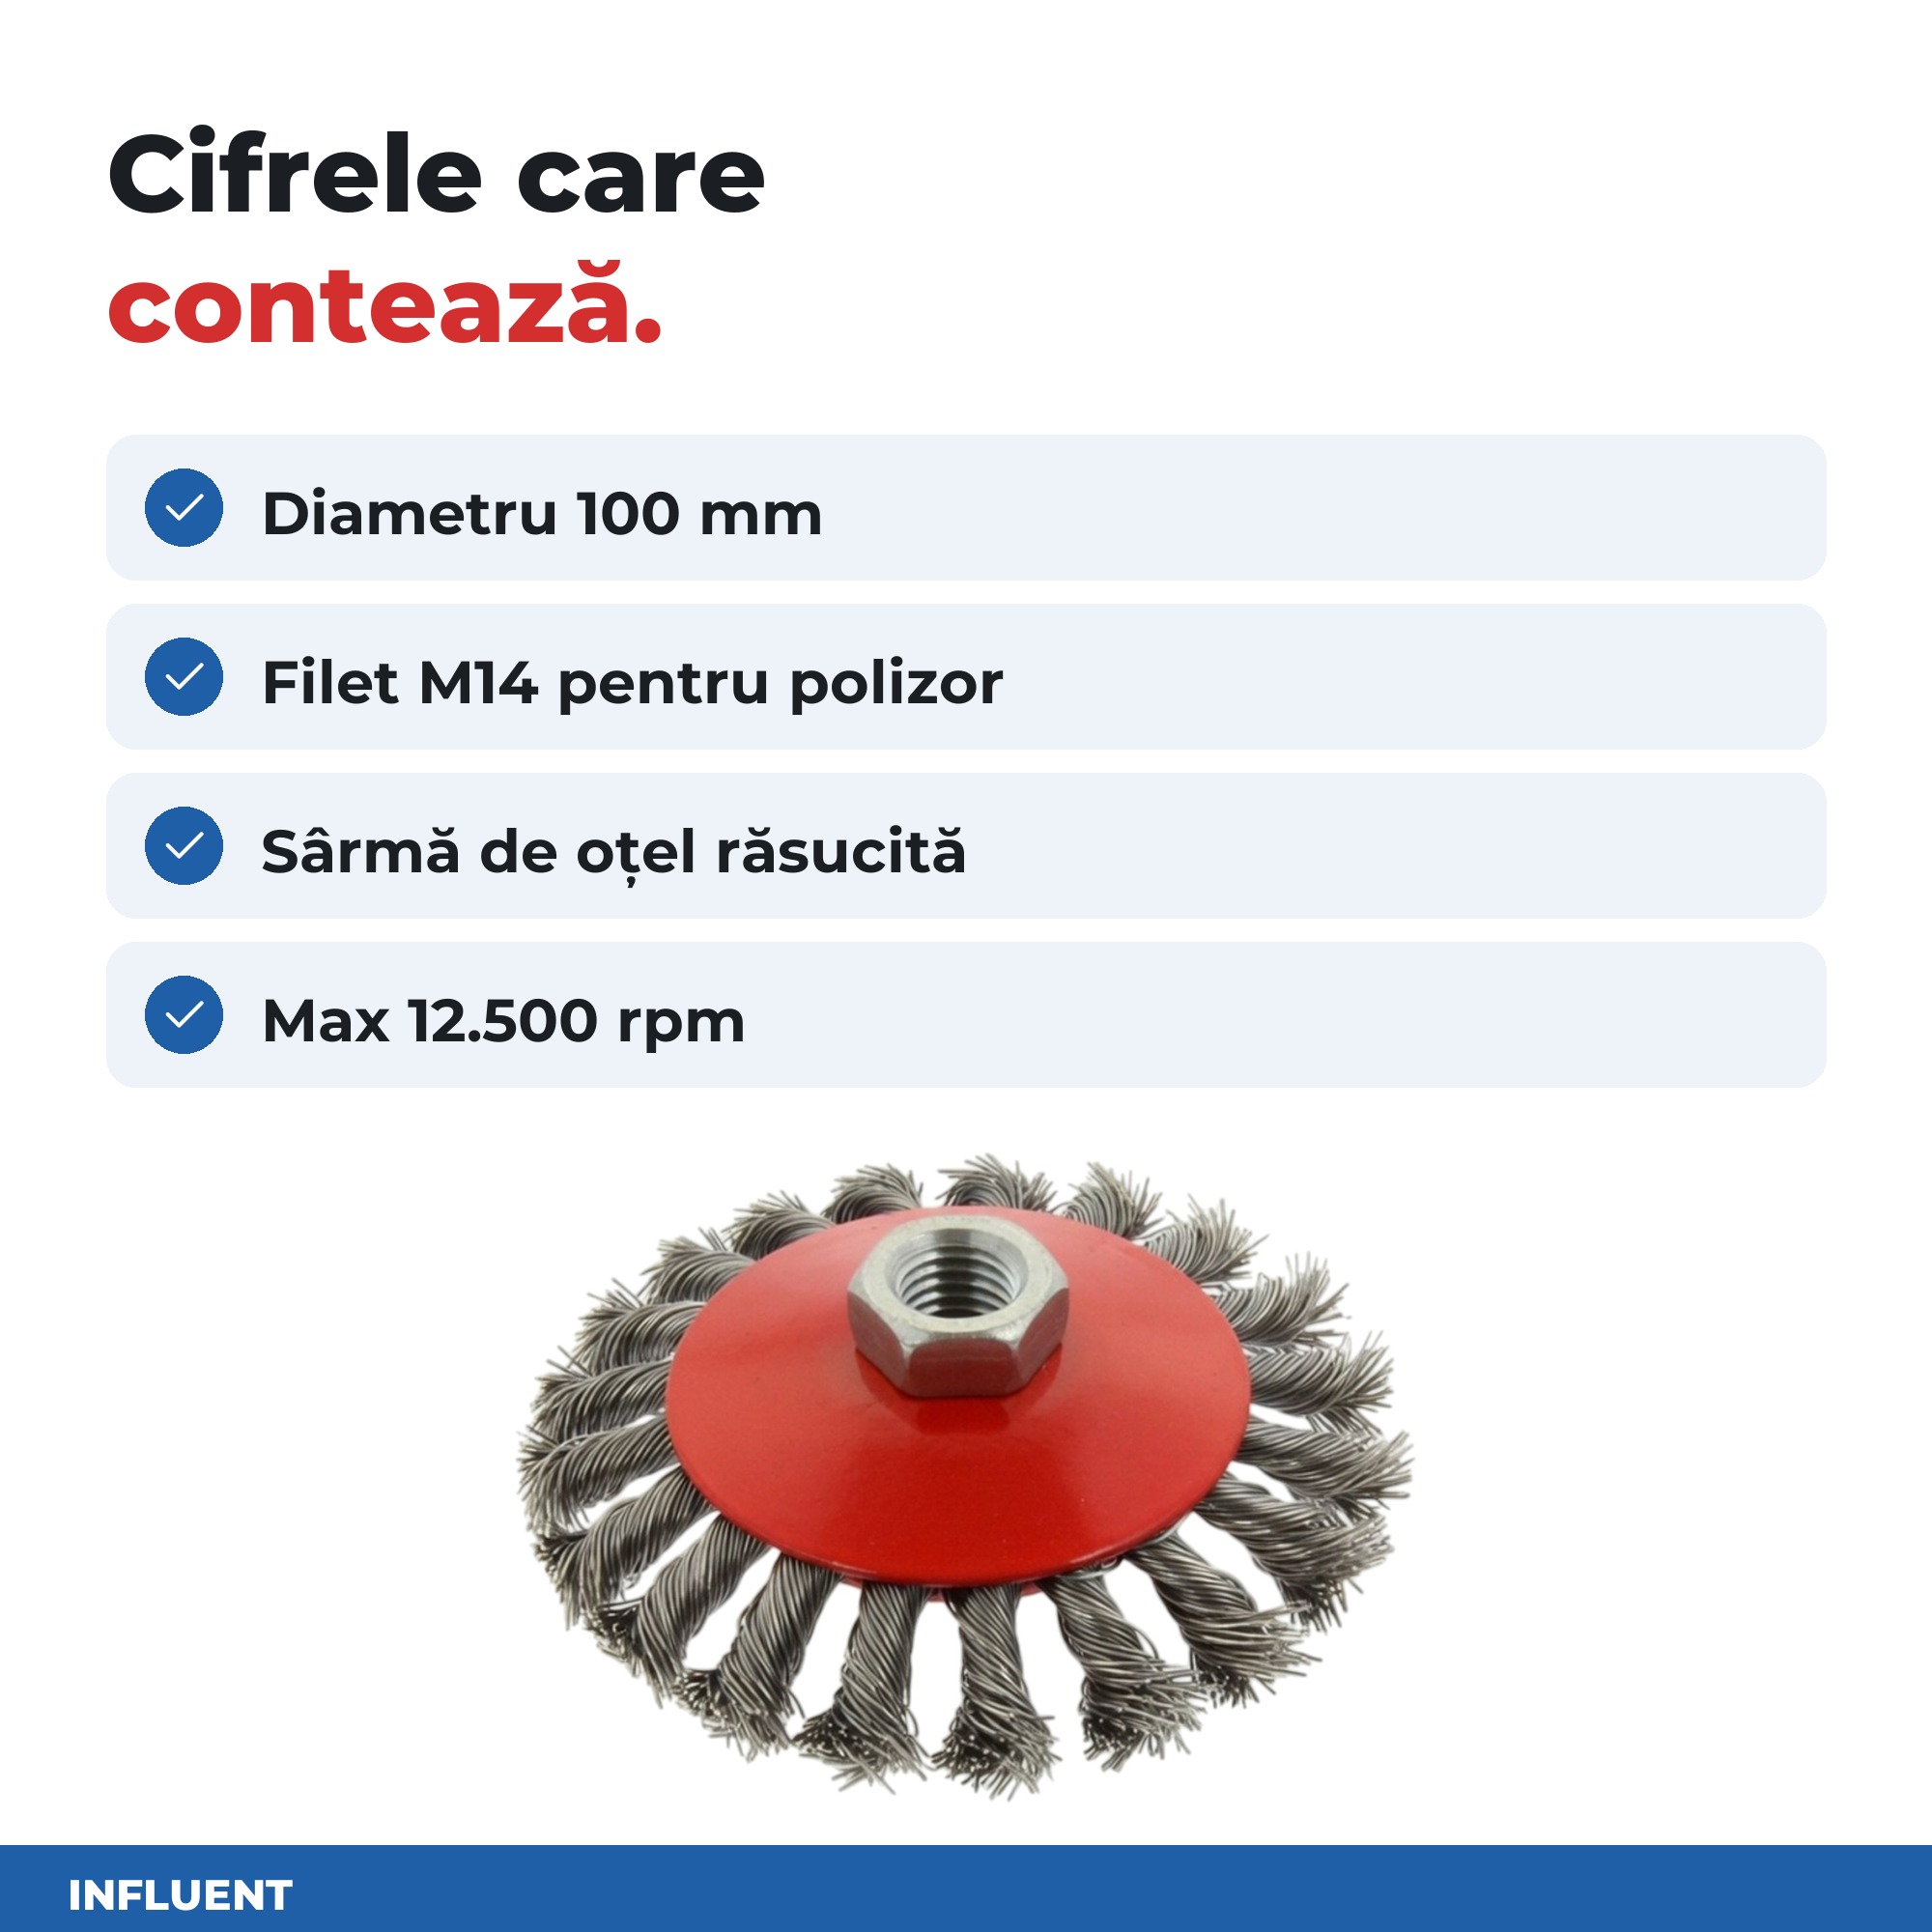 Cifrele care
contează.
Diametru 100 mm
Filet M14 pentru polizor
Sârmă de oțel răsucită
Max 12.500 rpm
INFLUENT